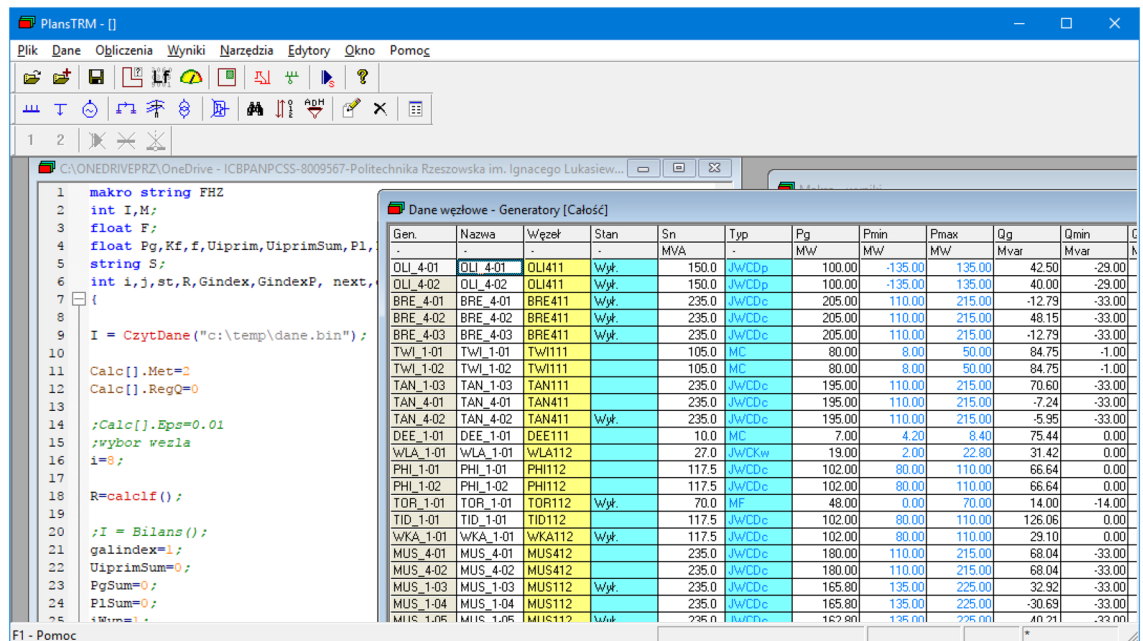 PlansTRM - []
Plik Dane Obliczenia Wyniki Narzędzia Edytory Okno Pomoc
Lf
ADH
1 2
C:\ONEDRIVEPRZ\OneDrive - ICBPANPCSS-8009567-Politechnika Rzeszowska im. Ignacego Lukasiew...
1 makro string FHZ
2 int I,M;
3 float F;
4 float Pg,Kf,f,Uiprim,UiprimSum,Pl,
5 string S;
6 int i,j,st,R,Gindex,GindexP, next,
7 {
8
9 I = CzytDane("c:\temp\dane.bin");
10
11 Calc[].Met=2
12 Calc[].RegQ=0
13
14 ;Calc[].Eps=0.01
15 ;wybor wezla
16 i=8;
17
18 R=calclf();
19
20 ;I = Bilans();
21 galindex=1;
22 UiprimSum=0;
23 PgSum=0;
24 PlSum=0;
25 iWyp=1;
Dane węzłowe - Generatory [Całość]
Gen. Nazwa Węzeł Stan Sn Typ Pg Pmin Pmax Qg Qmin
- - - - MVA - MW MW MW Mvar Mvar
OLI_4-01 OLI_4-01 OLI411 Wył. 150.0 JWCDp 100.00 -135.00 135.00 42.50 -29.00
OLI_4-02 OLI_4-02 OLI411 Wył. 150.0 JWCDp 100.00 -135.00 135.00 40.00 -29.00
BRE_4-01 BRE_4-01 BRE411 Wył. 235.0 JWCDc 205.00 110.00 215.00 -12.79 -33.00
BRE_4-02 BRE_4-02 BRE411 Wył. 235.0 JWCDc 205.00 110.00 215.00 48.15 -33.00
BRE_4-03 BRE_4-03 BRE411 Wył. 235.0 JWCDc 205.00 110.00 215.00 -12.79 -33.00
TWI_1-01 TWI_1-01 TWI111 105.0 MC 80.00 8.00 50.00 84.75 -1.00
TWI_1-02 TWI_1-02 TWI111 105.0 MC 80.00 8.00 50.00 84.75 -1.00
TAN_1-03 TAN_1-03 TAN111 235.0 JWCDc 195.00 110.00 215.00 70.60 -33.00
TAN_4-01 TAN_4-01 TAN411 235.0 JWCDc 195.00 110.00 215.00 -7.24 -33.00
TAN_4-02 TAN_4-02 TAN411 Wył. 235.0 JWCDc 195.00 110.00 215.00 -5.95 -33.00
DEE_1-01 DEE_1-01 DEE111 10.0 MC 7.00 4.20 8.40 75.44 0.00
WLA_1-01 WLA_1-01 WLA112 27.0 JWCKw 19.00 2.00 22.80 31.42 0.00
PHI_1-01 PHI_1-01 PHI112 117.5 JWCDc 102.00 80.00 110.00 66.64 0.00
PHI_1-02 PHI_1-02 PHI112 117.5 JWCDc 102.00 80.00 110.00 66.64 0.00
TOR_1-01 TOR_1-01 TOR112 Wył. 70.0 MF 48.00 0.00 70.00 14.00 -14.00
TID_1-01 TID_1-01 TID112 117.5 JWCDc 102.00 80.00 110.00 126.06 0.00
WKA_1-01 WKA_1-01 WKA112 Wył. 117.5 JWCDc 102.00 80.00 110.00 29.10 0.00
MUS_4-01 MUS_4-01 MUS412 235.0 JWCDc 180.00 110.00 215.00 68.04 -33.00
MUS_4-02 MUS_4-02 MUS412 235.0 JWCDc 180.00 110.00 215.00 68.04 -33.00
MUS_1-03 MUS_1-03 MUS112 Wył. 235.0 JWCDc 165.80 135.00 225.00 32.92 -33.00
MUS_1-04 MUS_1-04 MUS112 235.0 JWCDc 165.80 135.00 225.00 -30.69 -33.00
MUS_1-05 MUS_1-05 MUS112 Wył. 235.0 JWCDc 162.80 135.00 225.00 40.21 -33.00
F1 - Pomoc
*